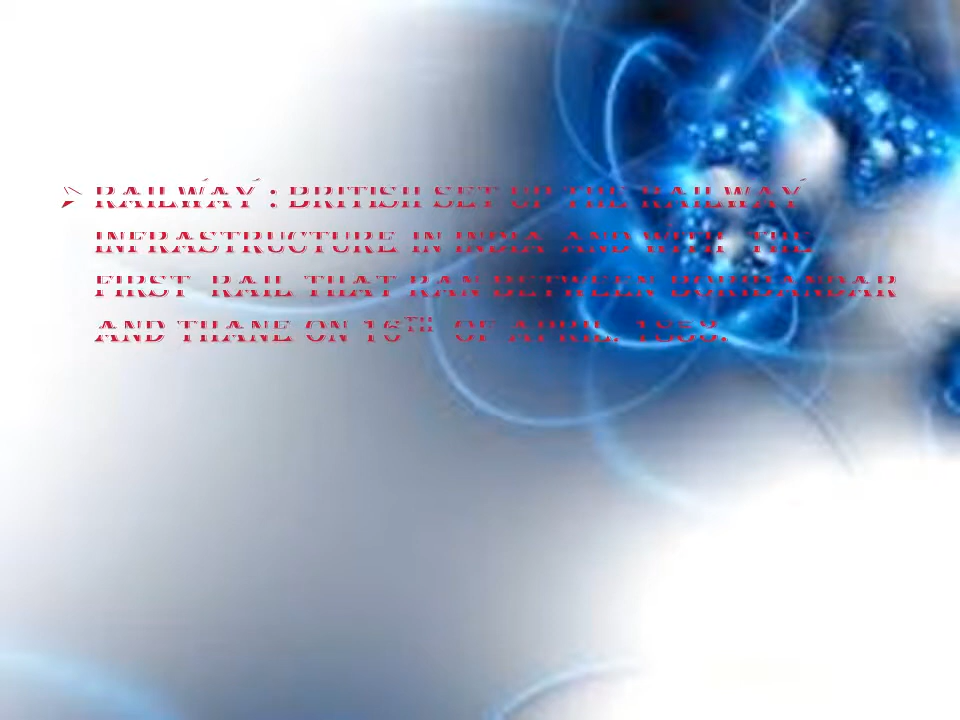 ➢ RAILWAY : BRITISH SET UP THE RAILWAY
INFRASTRUCTURE IN INDIA AND WITH THE
FIRST RAIL THAT RAN BETWEEN BORIBANDAR
AND THANE ON 16TH OF APRIL,